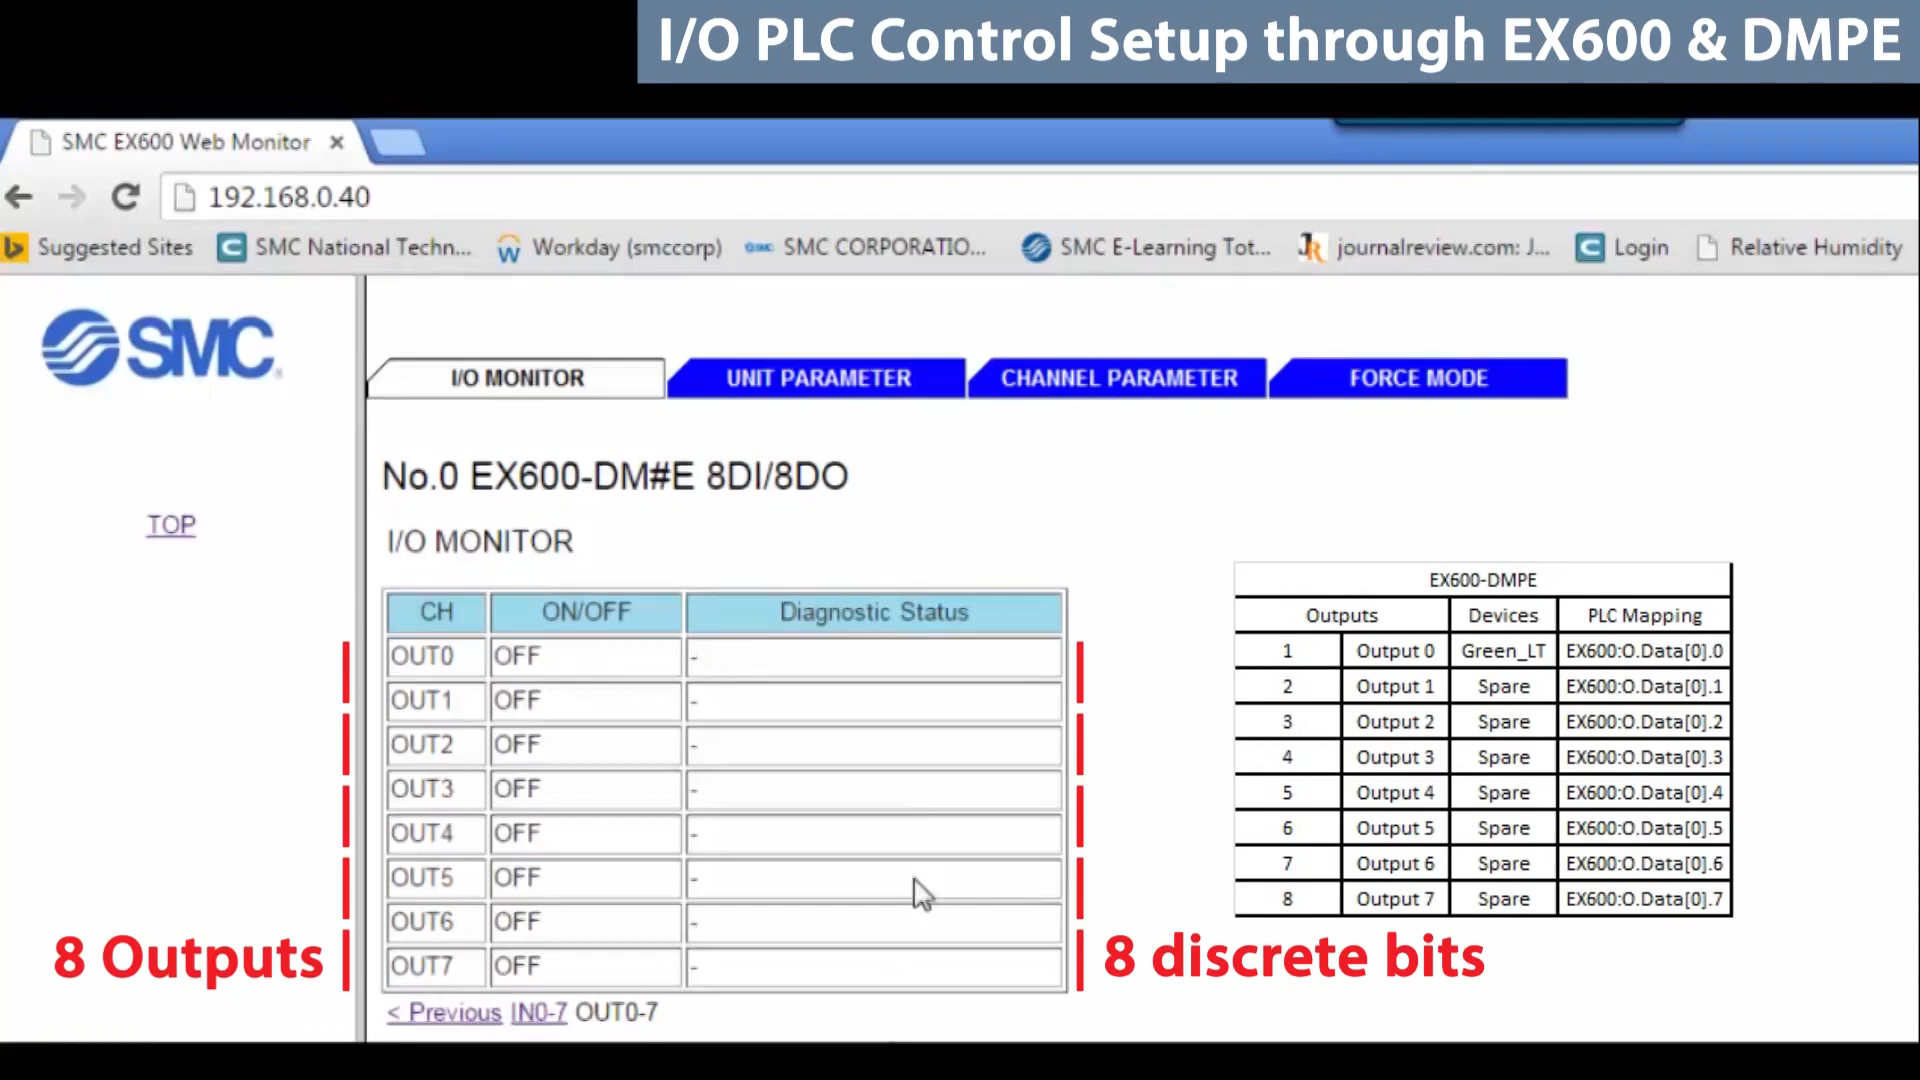 I/O PLC Control Setup through EX600 & DMPE
SMC EX600 Web Monitor ×
192.168.0.40
Suggested Sites SMC National Techn... Workday (smccorp) SMC CORPORATIO... SMC E-Learning Tot... journalreview.com: J... Login Relative Humidity
SMC
I/O MONITOR UNIT PARAMETER CHANNEL PARAMETER FORCE MODE
No.0 EX600-DM#E 8DI/8DO
TOP
I/O MONITOR
CH ON/OFF Diagnostic Status
OUT0 OFF -
OUT1 OFF -
OUT2 OFF -
OUT3 OFF -
OUT4 OFF -
OUT5 OFF -
OUT6 OFF -
OUT7 OFF -
< Previous IN0-7 OUT0-7
8 Outputs
8 discrete bits
EX600-DMPE
Outputs Devices PLC Mapping
1 Output 0 Green_LT EX600:O.Data[0].0
2 Output 1 Spare EX600:O.Data[0].1
3 Output 2 Spare EX600:O.Data[0].2
4 Output 3 Spare EX600:O.Data[0].3
5 Output 4 Spare EX600:O.Data[0].4
6 Output 5 Spare EX600:O.Data[0].5
7 Output 6 Spare EX600:O.Data[0].6
8 Output 7 Spare EX600:O.Data[0].7